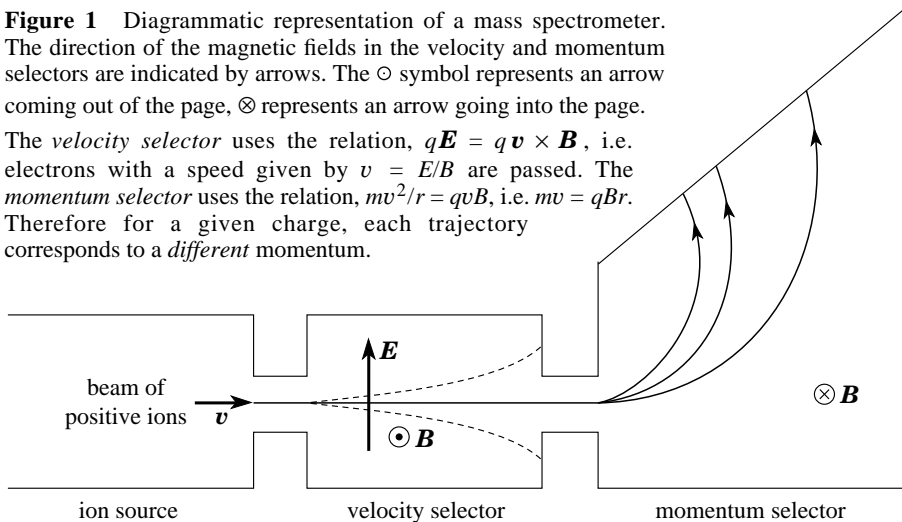 Figure 1 Diagrammatic representation of a mass spectrometer.
The direction of the magnetic fields in the velocity and momentum
selectors are indicated by arrows. The ⊙ symbol represents an arrow
coming out of the page, ⊗ represents an arrow going into the page.
The velocity selector uses the relation, qE = qv × B, i.e.
electrons with a speed given by v = E/B are passed. The
momentum selector uses the relation, mv²/r = qvB, i.e. mv = qBr.
Therefore for a given charge, each trajectory
corresponds to a different momentum.
E
beam of
positive ions
v
B
B
ion source
velocity selector
momentum selector